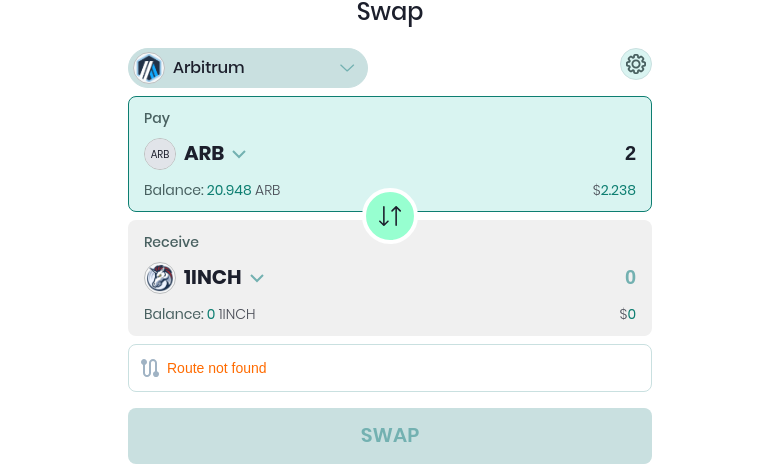 Swap
Arbitrum
Pay
ARB ARB 2
Balance: 20.948 ARB $2.238
Receive
1INCH 0
Balance: 0 1INCH $0
Route not found
SWAP